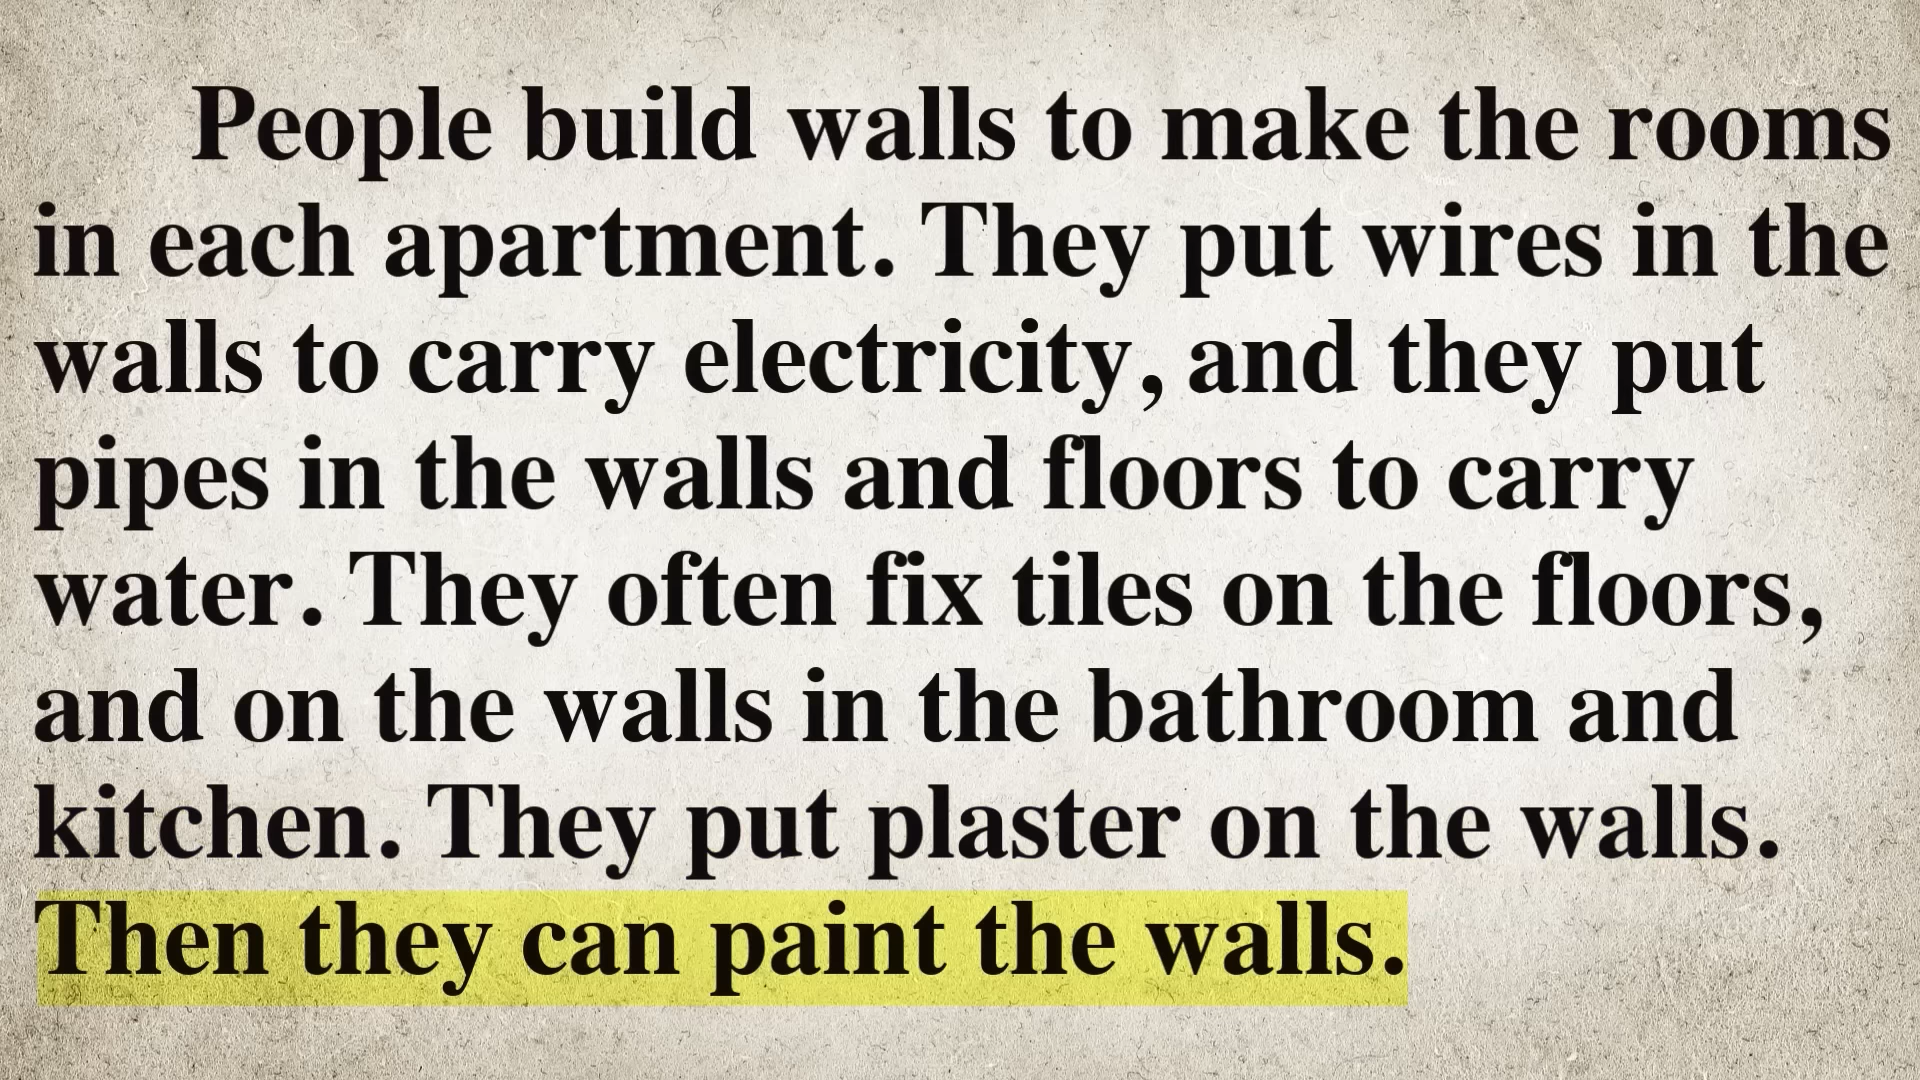 People build walls to make the rooms
in each apartment. They put wires in the
walls to carry electricity, and they put
pipes in the walls and floors to carry
water. They often fix tiles on the floors,
and on the walls in the bathroom and
kitchen. They put plaster on the walls.
Then they can paint the walls.